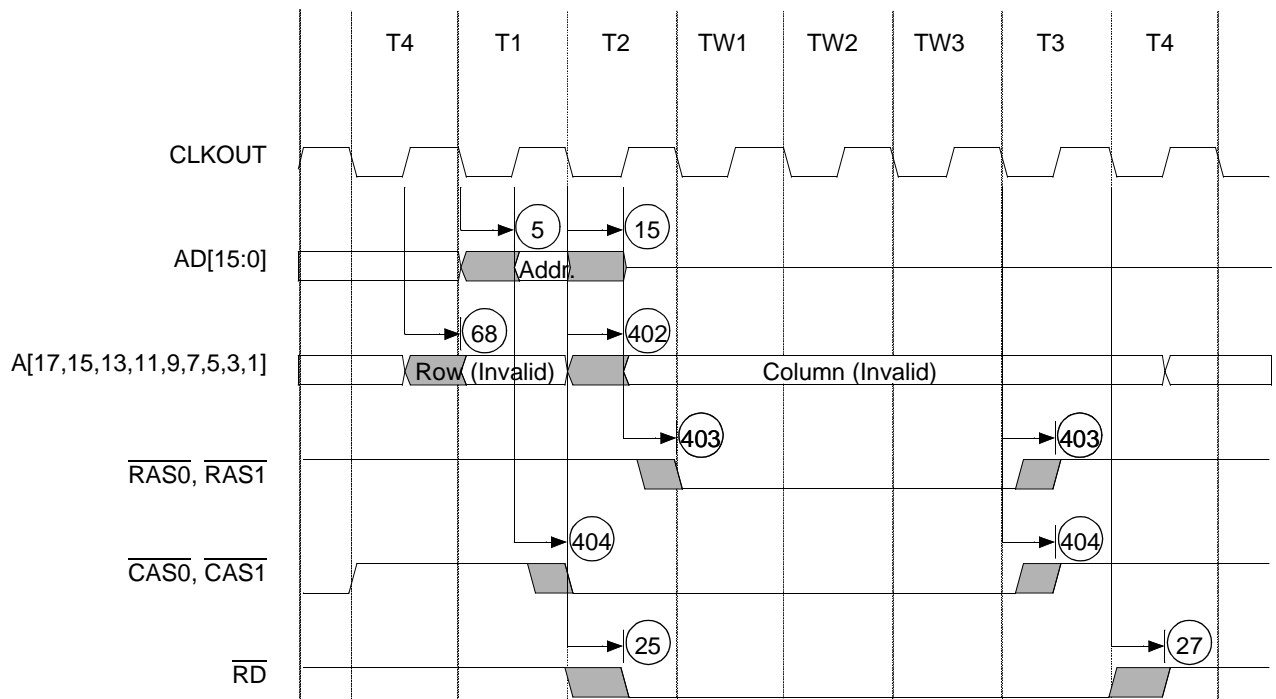 T4 T1 T2 TW1 TW2 TW3 T3 T4
CLKOUT
5 15
AD[15:0]
Addr.
68 402
A[17,15,13,11,9,7,5,3,1]
Row (Invalid) Column (Invalid)
403 403
RAS0, RAS1
404 404
CAS0, CAS1
25 27
RD